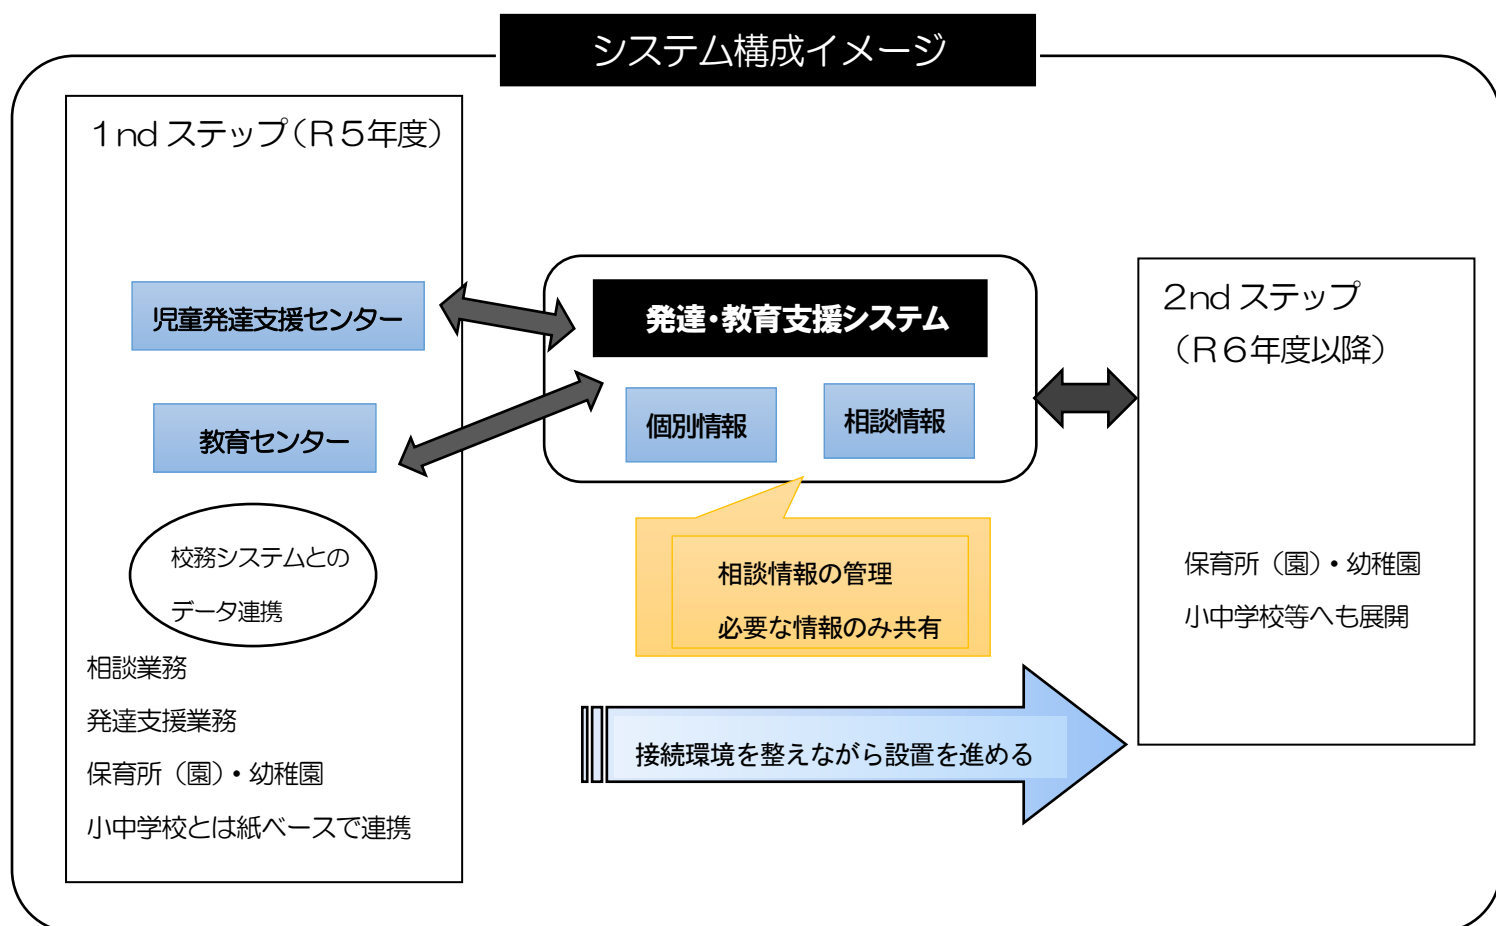 システム構成イメージ
1nd ステップ（R５年度）
児童発達支援センター
教育センター
校務システムとの
データ連携
相談業務
発達支援業務
保育所（園）・幼稚園
小中学校とは紙ベースで連携
発達・教育支援システム
個別情報
相談情報
相談情報の管理
必要な情報のみ共有
接続環境を整えながら設置を進める
2nd ステップ
（R６年度以降）
保育所（園）・幼稚園
小中学校等へも展開